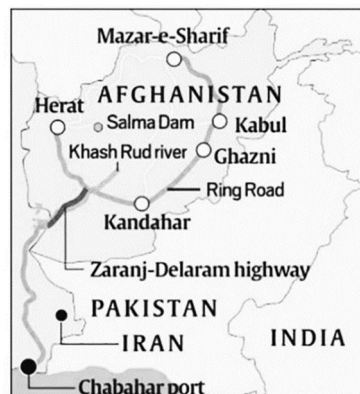 Mazar-e-Sharif
AFGHANISTAN
Herat
Salma Dam
Kabul
Khash Rud river
Ghazni
Ring Road
Kandahar
Zaranj-Delaram highway
PAKISTAN
IRAN
INDIA
Chabahar port